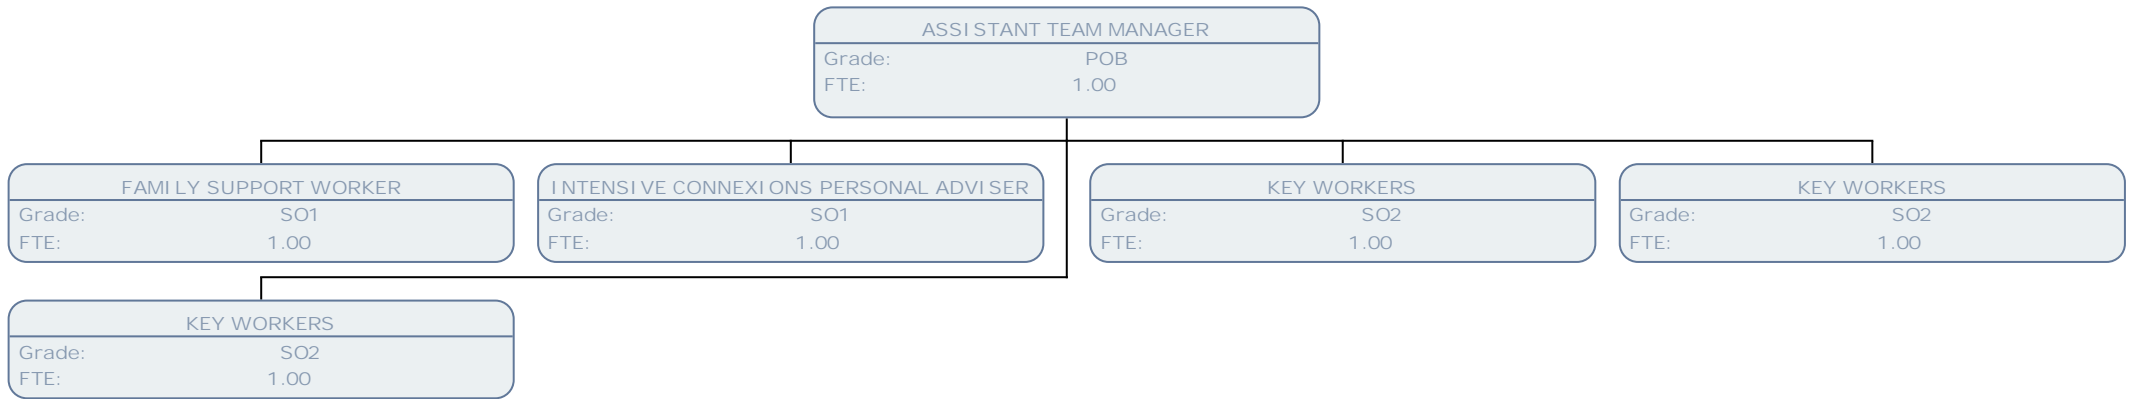 ASSISTANT TEAM MANAGER
Grade: POB
FTE: 1.00
FAMILY SUPPORT WORKER
Grade: SO1
FTE: 1.00
INTENSIVE CONNEXIONS PERSONAL ADVISER
Grade: SO1
FTE: 1.00
KEY WORKERS
Grade: SO2
FTE: 1.00
KEY WORKERS
Grade: SO2
FTE: 1.00
KEY WORKERS
Grade: SO2
FTE: 1.00